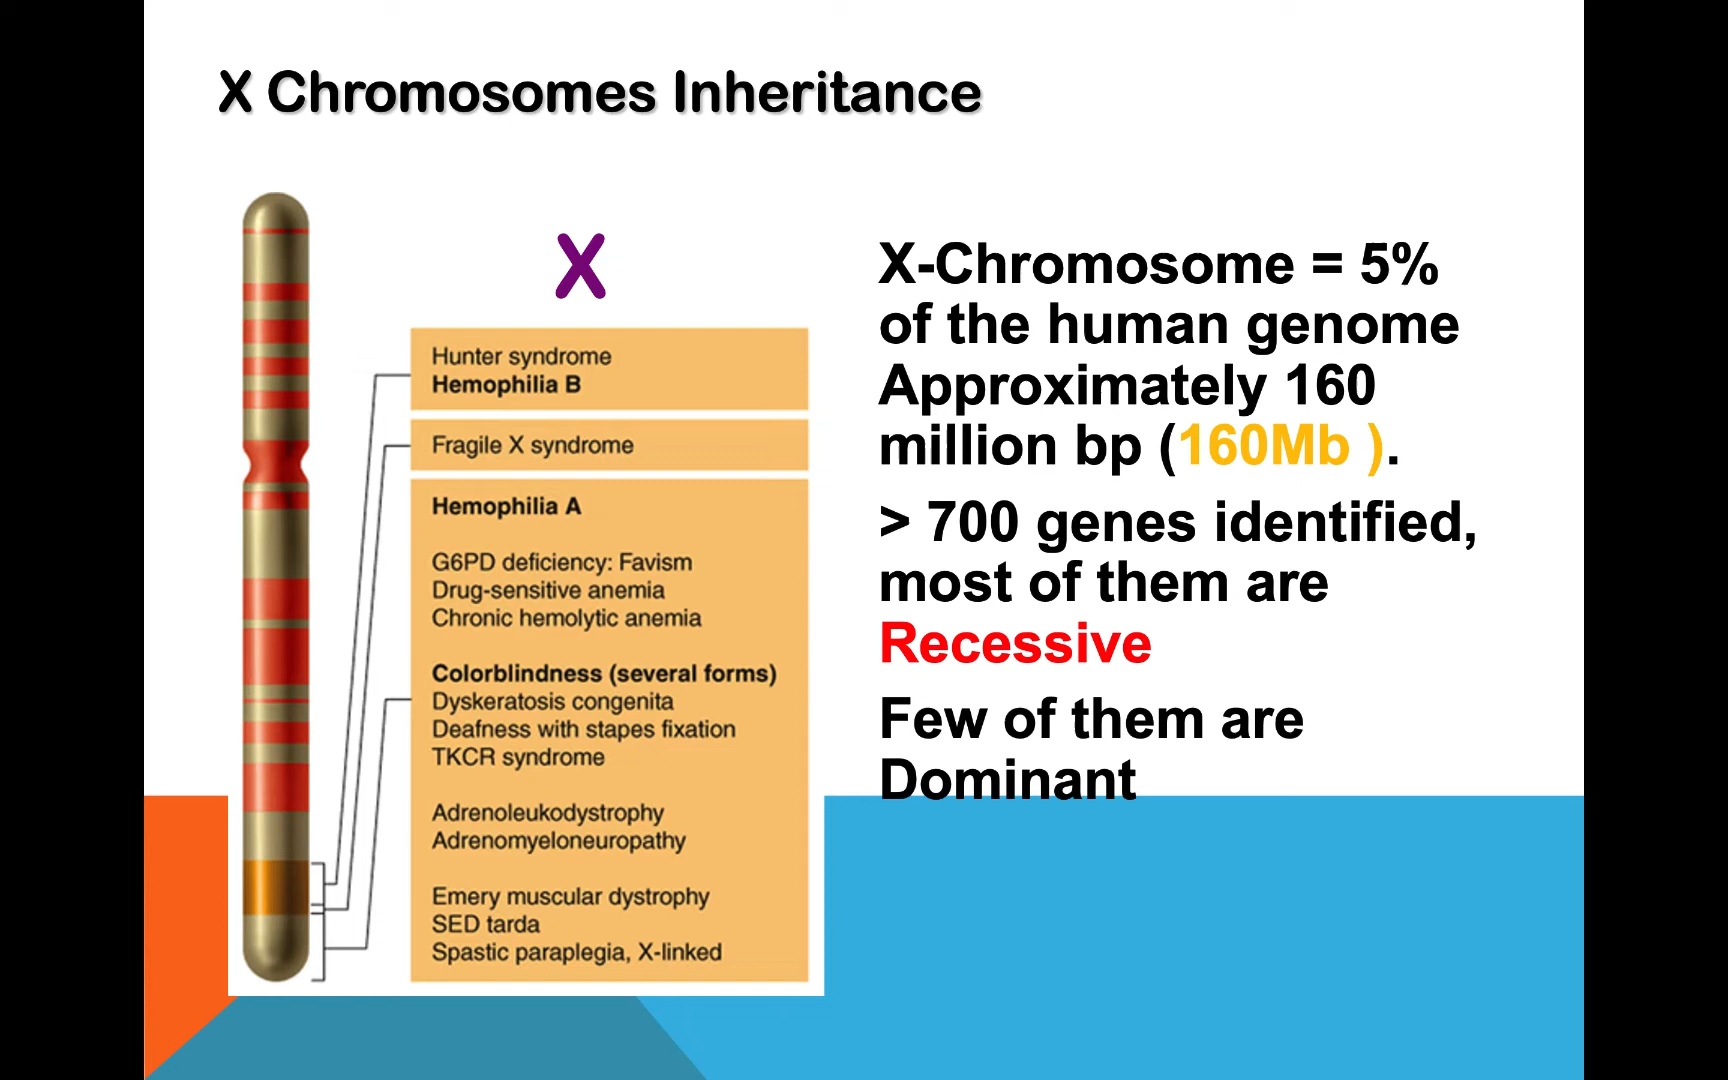 X Chromosomes Inheritance
X
Hunter syndrome
Hemophilia B
Fragile X syndrome
Hemophilia A
G6PD deficiency: Favism
Drug-sensitive anemia
Chronic hemolytic anemia
Colorblindness (several forms)
Dyskeratosis congenita
Deafness with stapes fixation
TKCR syndrome
Adrenoleukodystrophy
Adrenomyeloneuropathy
Emery muscular dystrophy
SED tarda
Spastic paraplegia, X-linked
X-Chromosome = 5%
of the human genome
Approximately 160
million bp (160Mb ).
> 700 genes identified,
most of them are
Recessive
Few of them are
Dominant